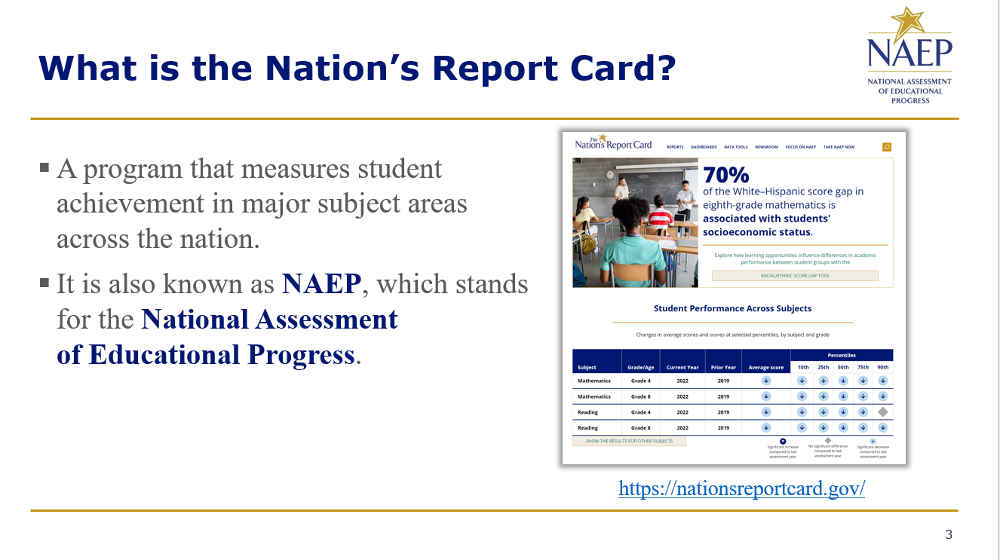 What is the Nation’s Report Card?
NAEP
NATIONAL ASSESSMENT
OF EDUCATIONAL
PROGRESS
▪ A program that measures student
achievement in major subject areas
across the nation.
▪ It is also known as NAEP, which stands
for the National Assessment
of Educational Progress.
The
Nation's Report Card
REPORTS DASHBOARDS DATA TOOLS NEWSROOM FOCUS ON NAEP TAKE NAEP NOW
70%
of the White–Hispanic score gap in
eighth-grade mathematics is
associated with students'
socioeconomic status.
Explore how learning opportunities influence differences in academic
performance between student groups with the
RACIAL/ETHNIC SCORE GAP TOOL
Student Performance Across Subjects
Changes in average scores and scores at selected percentiles, by subject and grade
Percentiles
Subject Grade/Age Current Year Prior Year Average score 10th 25th 50th 75th 90th
Mathematics Grade 4 2022 2019
Mathematics Grade 8 2022 2019
Reading Grade 4 2022 2019
Reading Grade 8 2022 2019
SHOW THE RESULTS FOR OTHER SUBJECTS
Significant increase
compared to last
assessment year
No significant difference
compared to last
assessment year
Significant decrease
compared to last
assessment year
https://nationsreportcard.gov/
3